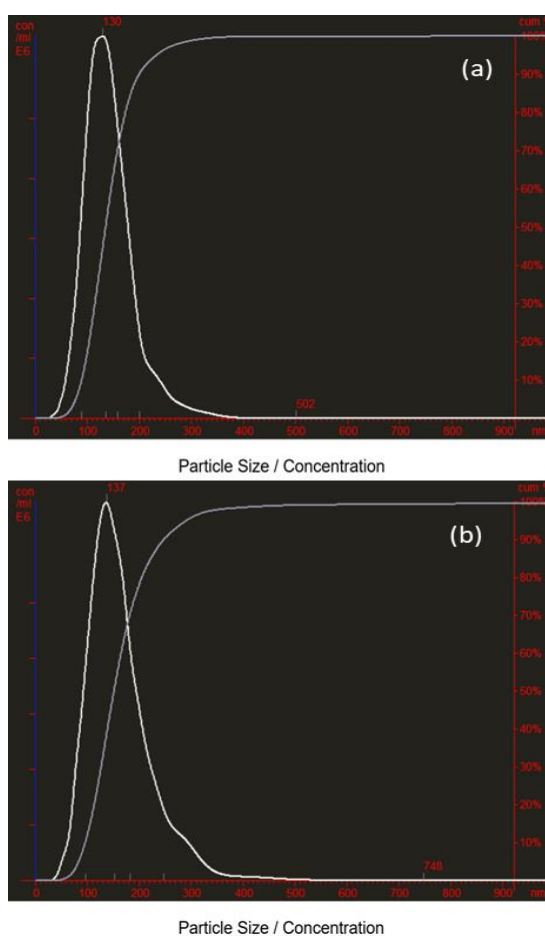 con
/ml
E6
130
cum %
100%
(a)
90%
80%
70%
60%
50%
40%
30%
20%
10%
502
0 100 200 300 400 500 600 700 800 900 nm
Particle Size / Concentration
con
/ml
E6
137
cum %
100%
(b)
90%
80%
70%
60%
50%
40%
30%
20%
10%
748
0 100 200 300 400 500 600 700 800 900 nm
Particle Size / Concentration